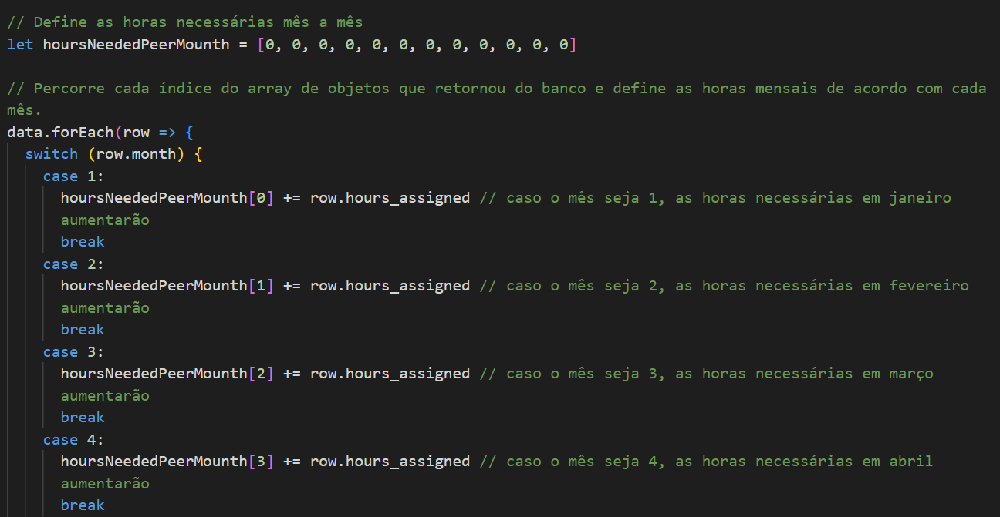 // Define as horas necessárias mês a mês
let hoursNeededPeerMounth = [0, 0, 0, 0, 0, 0, 0, 0, 0, 0, 0, 0]
// Percorre cada índice do array de objetos que retornou do banco e define as horas mensais de acordo com cada
mês.
data.forEach(row => {
switch (row.month) {
case 1:
hoursNeededPeerMounth[0] += row.hours_assigned // caso o mês seja 1, as horas necessárias em janeiro
aumentarão
break
case 2:
hoursNeededPeerMounth[1] += row.hours_assigned // caso o mês seja 2, as horas necessárias em fevereiro
aumentarão
break
case 3:
hoursNeededPeerMounth[2] += row.hours_assigned // caso o mês seja 3, as horas necessárias em março
aumentarão
break
case 4:
hoursNeededPeerMounth[3] += row.hours_assigned // caso o mês seja 4, as horas necessárias em abril
aumentarão
break